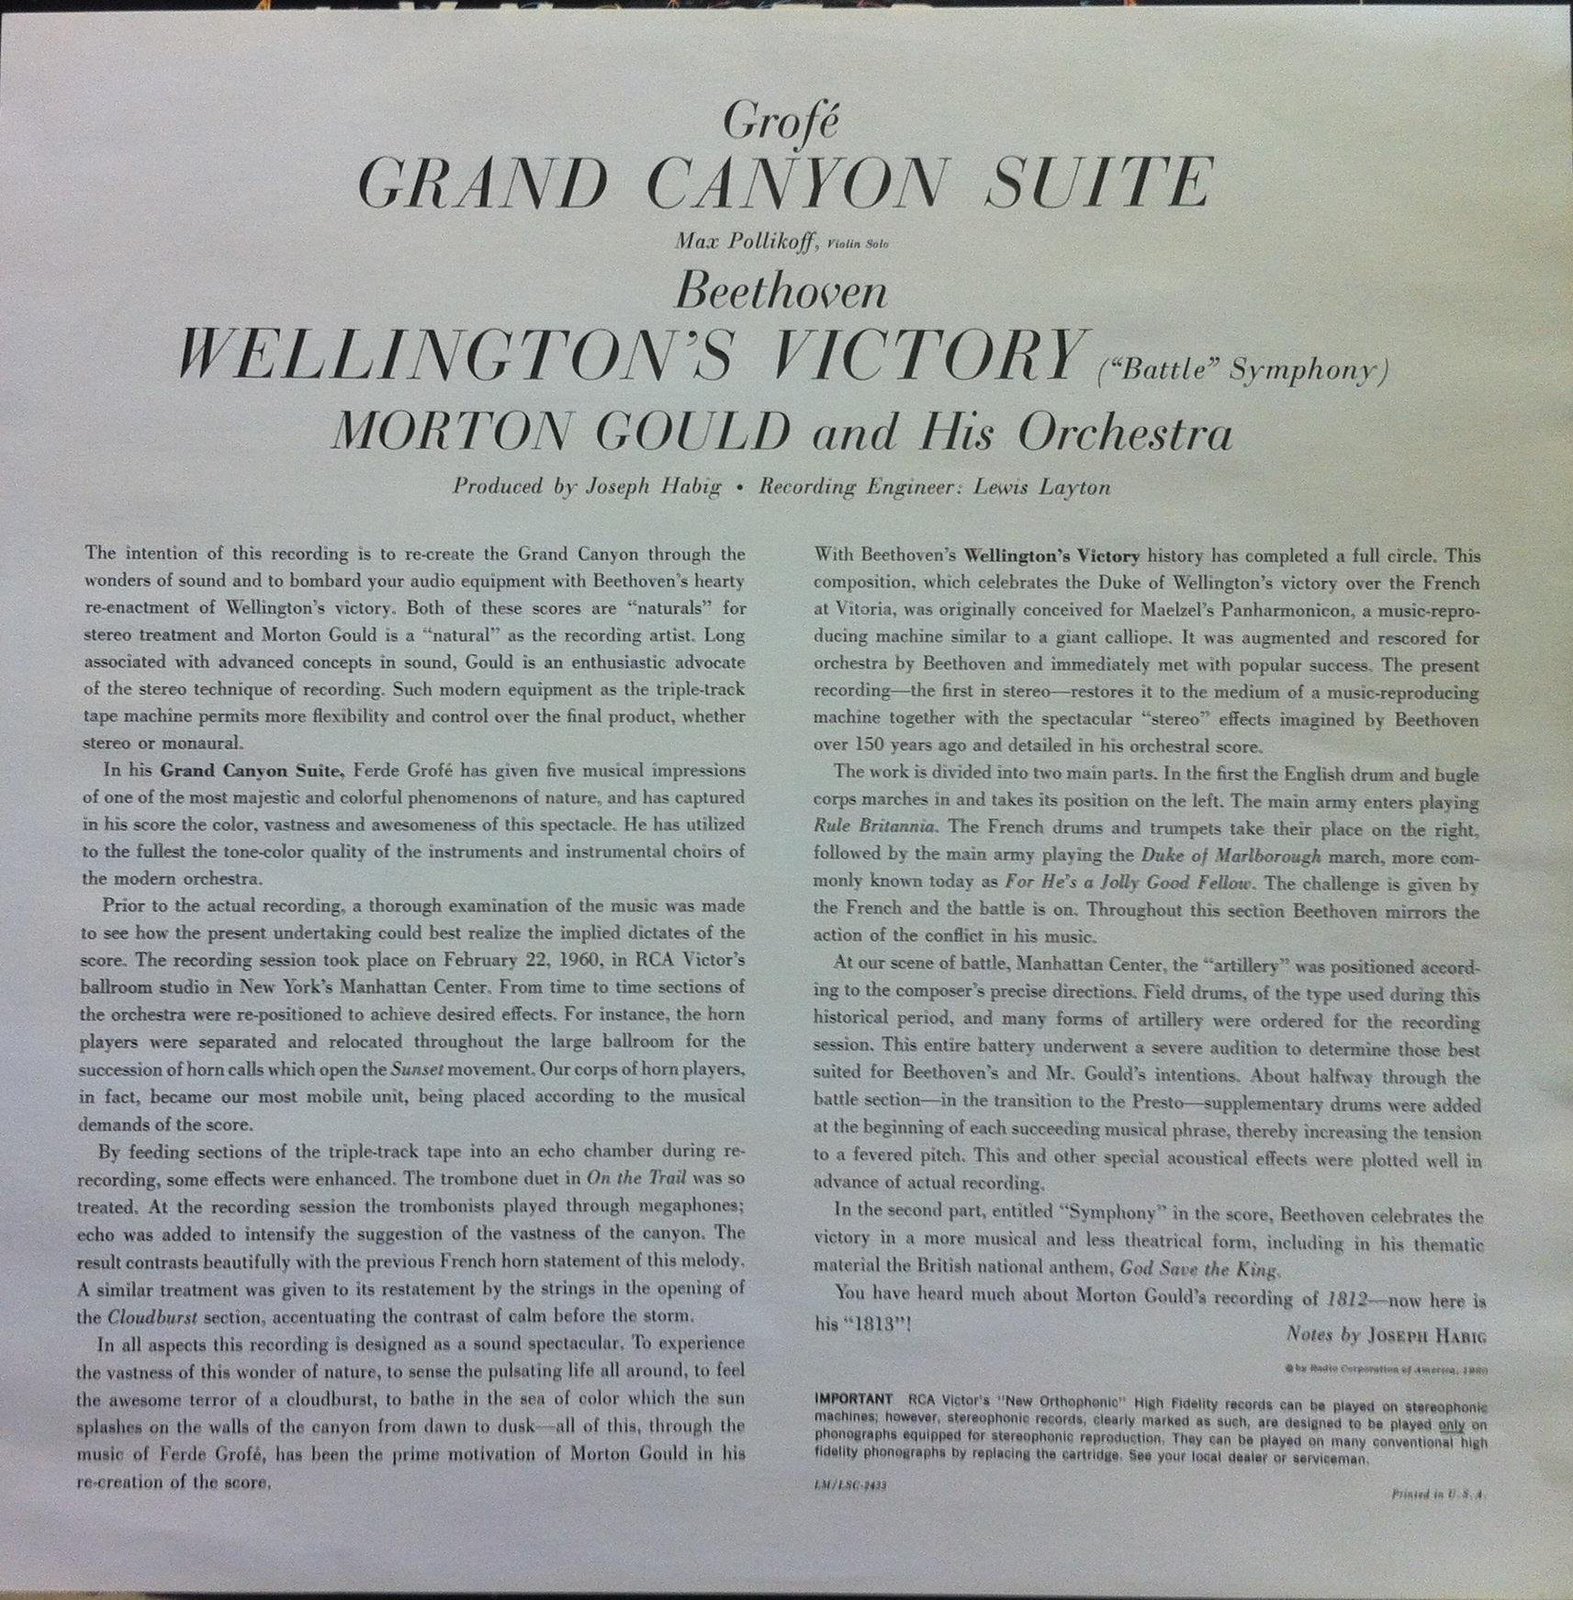 Grofé
GRAND CANYON SUITE
Max Pollikoff, Violin Solo
Beethoven
WELLINGTON'S VICTORY (“Battle” Symphony)
MORTON GOULD and His Orchestra
Produced by Joseph Habig • Recording Engineer: Lewis Layton
The intention of this recording is to re-create the Grand Canyon through the
wonders of sound and to bombard your audio equipment with Beethoven's hearty
re-enactment of Wellington's victory. Both of these scores are “naturals” for
stereo treatment and Morton Gould is a “natural” as the recording artist. Long
associated with advanced concepts in sound, Gould is an enthusiastic advocate
of the stereo technique of recording. Such modern equipment as the triple-track
tape machine permits more flexibility and control over the final product, whether
stereo or monaural.
In his Grand Canyon Suite, Ferde Grofé has given five musical impressions
of one of the most majestic and colorful phenomenons of nature, and has captured
in his score the color, vastness and awesomeness of this spectacle. He has utilized
to the fullest the tone-color quality of the instruments and instrumental choirs of
the modern orchestra.
Prior to the actual recording, a thorough examination of the music was made
to see how the present undertaking could best realize the implied dictates of the
score. The recording session took place on February 22, 1960, in RCA Victor's
ballroom studio in New York's Manhattan Center. From time to time sections of
the orchestra were re-positioned to achieve desired effects. For instance, the horn
players were separated and relocated throughout the large ballroom for the
succession of horn calls which open the Sunset movement. Our corps of horn players,
in fact, became our most mobile unit, being placed according to the musical
demands of the score.
By feeding sections of the triple-track tape into an echo chamber during re-
recording, some effects were enhanced. The trombone duet in On the Trail was so
treated. At the recording session the trombonists played through megaphones;
echo was added to intensify the suggestion of the vastness of the canyon. The
result contrasts beautifully with the previous French horn statement of this melody.
A similar treatment was given to its restatement by the strings in the opening of
the Cloudburst section, accentuating the contrast of calm before the storm.
In all aspects this recording is designed as a sound spectacular. To experience
the vastness of this wonder of nature, to sense the pulsating life all around, to feel
the awesome terror of a cloudburst, to bathe in the sea of color which the sun
splashes on the walls of the canyon from dawn to dusk—all of this, through the
music of Ferde Grofé, has been the prime motivation of Morton Gould in his
re-creation of the score.
With Beethoven's Wellington's Victory history has completed a full circle. This
composition, which celebrates the Duke of Wellington's victory over the French
at Vitoria, was originally conceived for Maelzel's Panharmonicon, a music-repro-
ducing machine similar to a giant calliope. It was augmented and rescored for
orchestra by Beethoven and immediately met with popular success. The present
recording—the first in stereo—restores it to the medium of a music-reproducing
machine together with the spectacular “stereo” effects imagined by Beethoven
over 150 years ago and detailed in his orchestral score.
The work is divided into two main parts. In the first the English drum and bugle
corps marches in and takes its position on the left. The main army enters playing
Rule Britannia. The French drums and trumpets take their place on the right,
followed by the main army playing the Duke of Marlborough march, more com-
monly known today as For He's a Jolly Good Fellow. The challenge is given by
the French and the battle is on. Throughout this section Beethoven mirrors the
action of the conflict in his music.
At our scene of battle, Manhattan Center, the “artillery” was positioned accord-
ing to the composer's precise directions. Field drums, of the type used during this
historical period, and many forms of artillery were ordered for the recording
session. This entire battery underwent a severe audition to determine those best
suited for Beethoven's and Mr. Gould's intentions. About halfway through the
battle section—in the transition to the Presto—supplementary drums were added
at the beginning of each succeeding musical phrase, thereby increasing the tension
to a fevered pitch. This and other special acoustical effects were plotted well in
advance of actual recording.
In the second part, entitled “Symphony” in the score, Beethoven celebrates the
victory in a more musical and less theatrical form, including in his thematic
material the British national anthem, God Save the King.
You have heard much about Morton Gould's recording of 1812—now here is
his “1813”!
Notes by JOSEPH HABIG
© by Radio Corporation of America, 1960
IMPORTANT RCA Victor's "New Orthophonic" High Fidelity records can be played on stereophonic
machines; however, stereophonic records, clearly marked as such, are designed to be played only on
phonographs equipped for stereophonic reproduction. They can be played on many conventional high
fidelity phonographs by replacing the cartridge. See your local dealer or serviceman.
LM/LSC-2433
Printed in U. S. A.